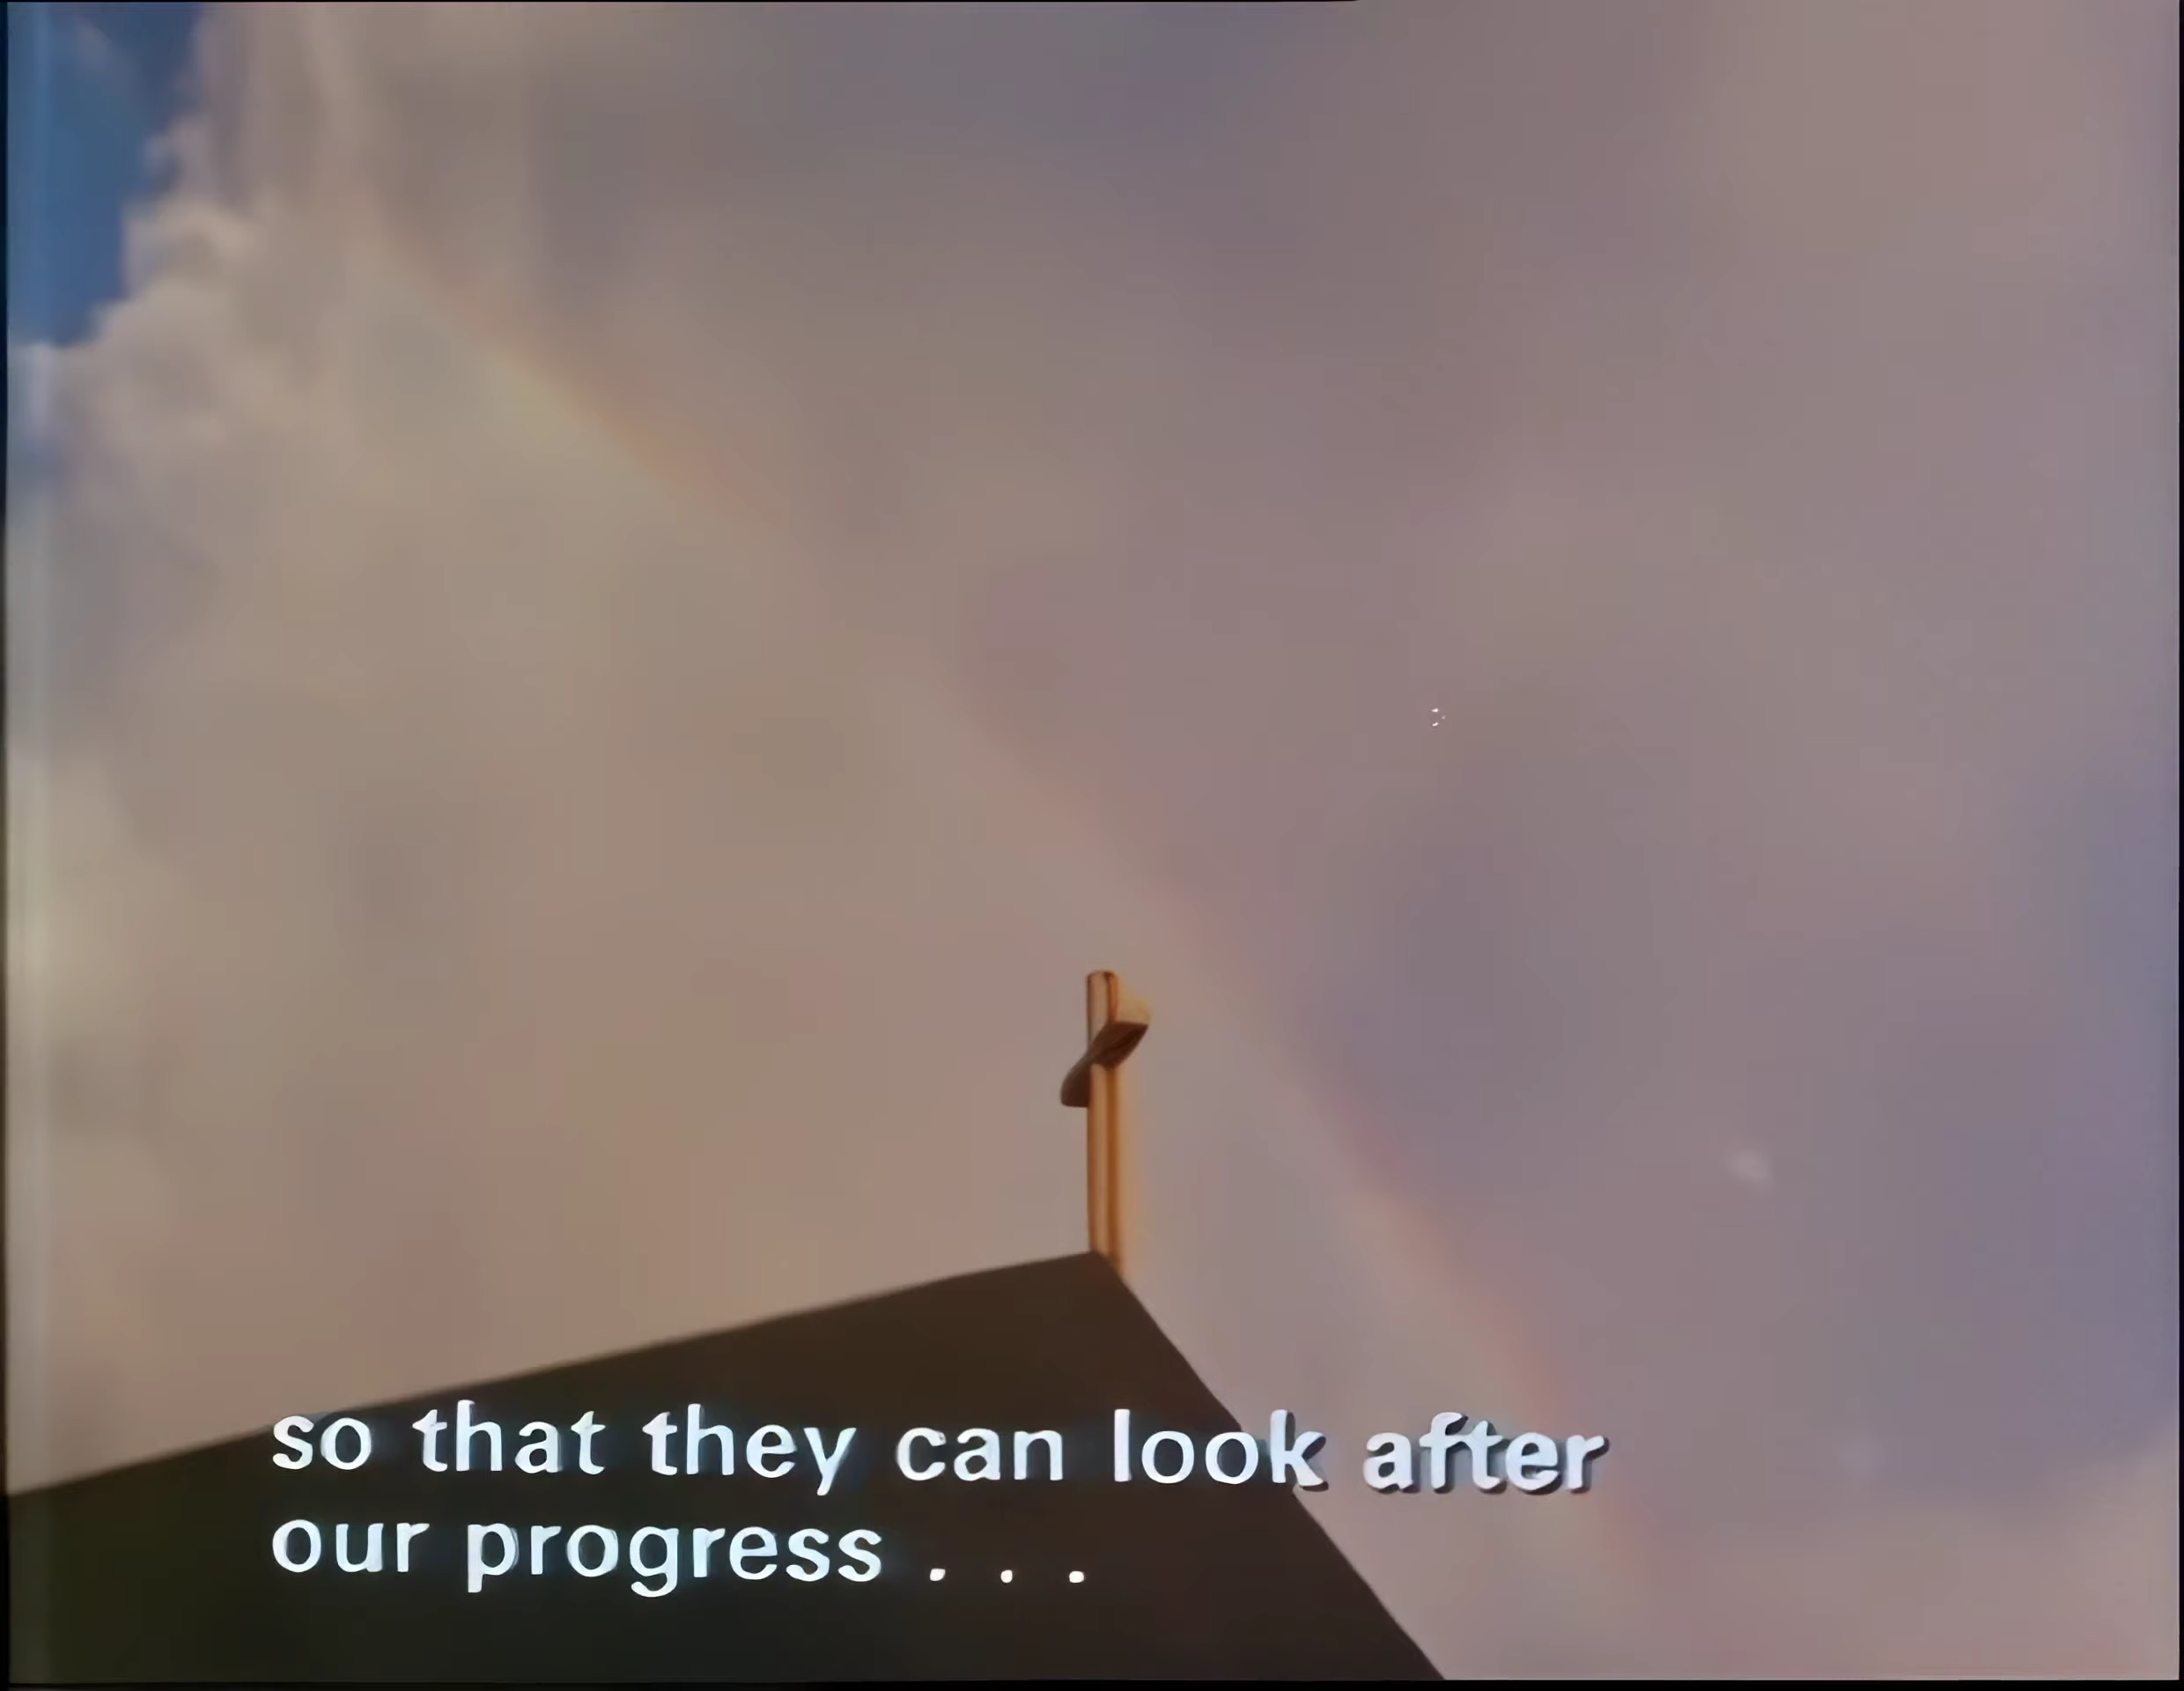 so that they can look after
our progress . . .